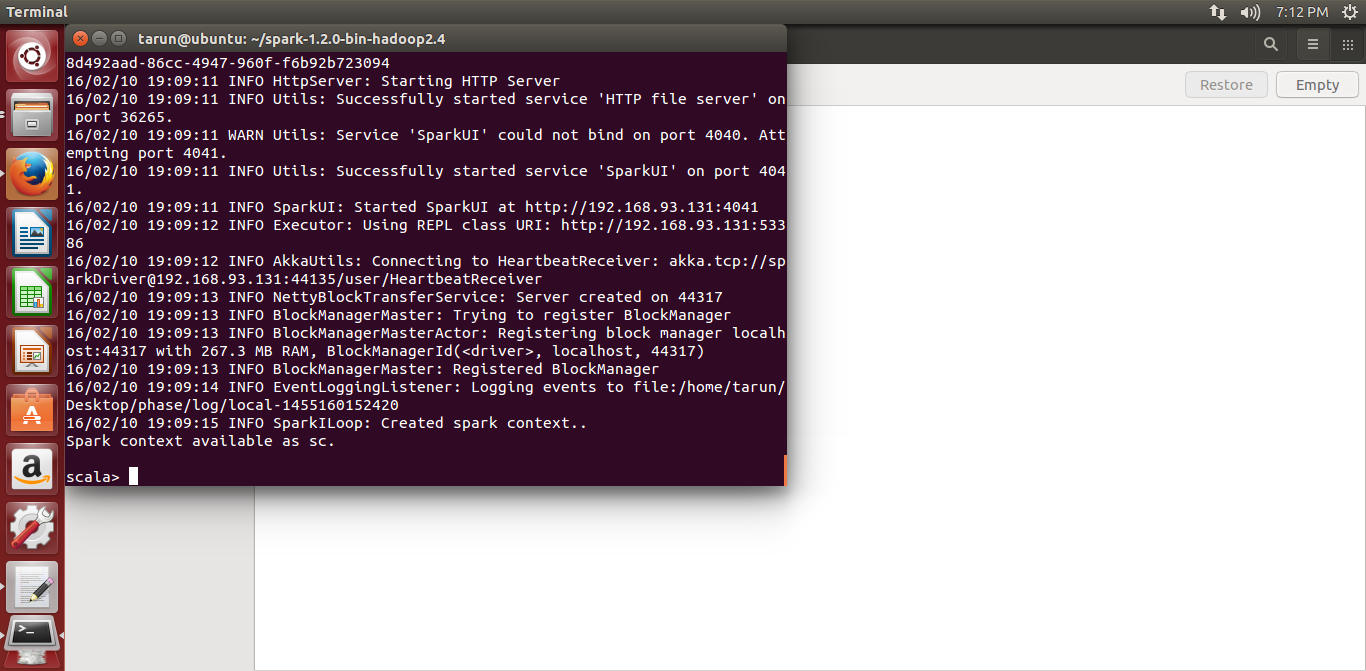 Terminal
7:12 PM
tarun@ubuntu: ~/spark-1.2.0-bin-hadoop2.4
Restore
Empty
8d492aad-86cc-4947-960f-f6b92b723094
16/02/10 19:09:11 INFO HttpServer: Starting HTTP Server
16/02/10 19:09:11 INFO Utils: Successfully started service 'HTTP file server' on
 port 36265.
16/02/10 19:09:11 WARN Utils: Service 'SparkUI' could not bind on port 4040. Att
empting port 4041.
16/02/10 19:09:11 INFO Utils: Successfully started service 'SparkUI' on port 404
1.
16/02/10 19:09:11 INFO SparkUI: Started SparkUI at http://192.168.93.131:4041
16/02/10 19:09:12 INFO Executor: Using REPL class URI: http://192.168.93.131:533
86
16/02/10 19:09:12 INFO AkkaUtils: Connecting to HeartbeatReceiver: akka.tcp://sp
arkDriver@192.168.93.131:44135/user/HeartbeatReceiver
16/02/10 19:09:13 INFO NettyBlockTransferService: Server created on 44317
16/02/10 19:09:13 INFO BlockManagerMaster: Trying to register BlockManager
16/02/10 19:09:13 INFO BlockManagerMasterActor: Registering block manager localh
ost:44317 with 267.3 MB RAM, BlockManagerId(<driver>, localhost, 44317)
16/02/10 19:09:13 INFO BlockManagerMaster: Registered BlockManager
16/02/10 19:09:14 INFO EventLoggingListener: Logging events to file:/home/tarun/
Desktop/phase/log/local-1455160152420
16/02/10 19:09:15 INFO SparkILoop: Created spark context..
Spark context available as sc.
scala>